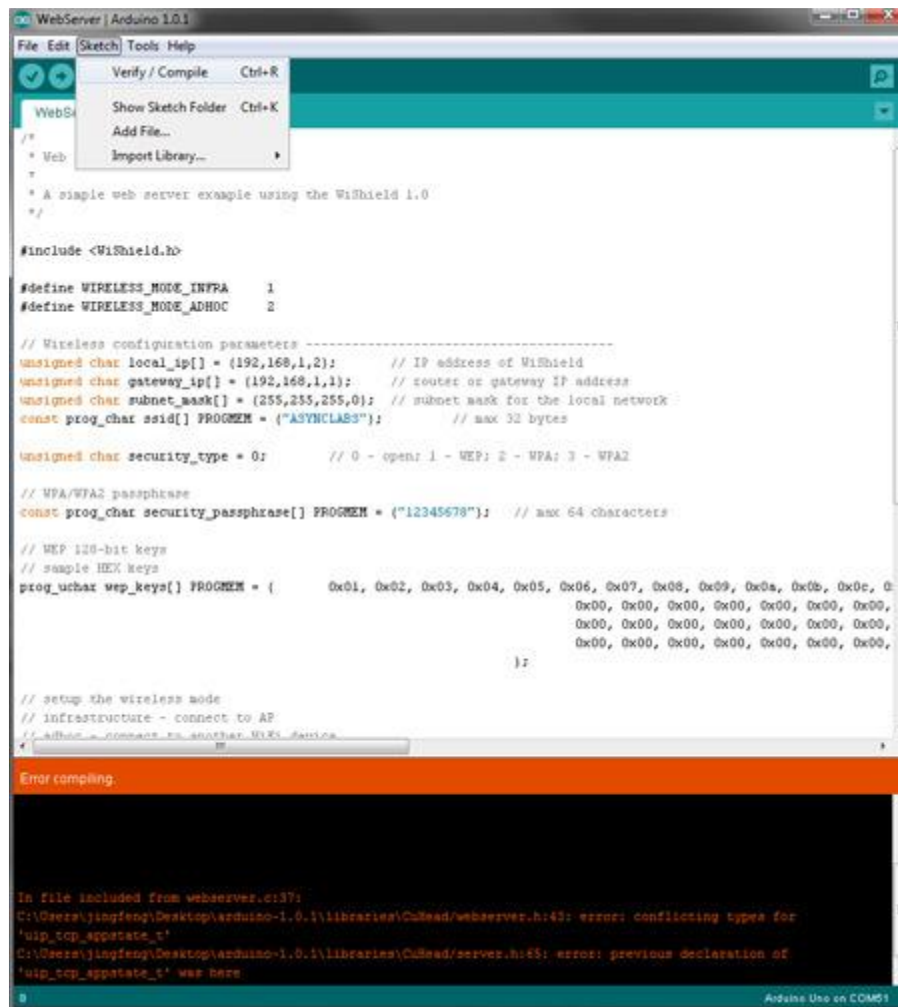 WebServer | Arduino 1.0.1
File Edit Sketch Tools Help
Verify / Compile Ctrl+R
Show Sketch Folder Ctrl+K
Add File...
Import Library...
WebSe
/*
* Web
*
* A simple web server example using the WiShield 1.0
*/
#include <WiShield.h>
#define WIRELESS_MODE_INFRA 1
#define WIRELESS_MODE_ADHOC 2
// Wireless configuration parameters ----------------------------------------
unsigned char local_ip[] = {192,168,1,2}; // IP address of WiShield
unsigned char gateway_ip[] = {192,168,1,1}; // router or gateway IP address
unsigned char subnet_mask[] = {255,255,255,0}; // subnet mask for the local network
const prog_char ssid[] PROGMEM = {"ASYNCLABS"}; // max 32 bytes
unsigned char security_type = 0; // 0 - open; 1 - WEP; 2 - WPA; 3 - WPA2
// WPA/WPA2 passphrase
const prog_char security_passphrase[] PROGMEM = {"12345678"}; // max 64 characters
// WEP 128-bit keys
// sample HEX keys
prog_uchar wep_keys[] PROGMEM = { 0x01, 0x02, 0x03, 0x04, 0x05, 0x06, 0x07, 0x08, 0x09, 0x0a, 0x0b, 0x0c, 0
0x00, 0x00, 0x00, 0x00, 0x00, 0x00, 0x00,
0x00, 0x00, 0x00, 0x00, 0x00, 0x00, 0x00,
0x00, 0x00, 0x00, 0x00, 0x00, 0x00, 0x00,
};
// setup the wireless mode
// infrastructure - connect to AP
// adhoc - connect to another WiFi device
Error compiling.
In file included from webserver.c:37:
C:\Users\jingfeng\Desktop\arduino-1.0.1\libraries\CuHead/webserver.h:43: error: conflicting types for
'uip_tcp_appstate_t'
C:\Users\jingfeng\Desktop\arduino-1.0.1\libraries\CuHead/server.h:65: error: previous declaration of
'uip_tcp_appstate_t' was here
8
Arduino Uno on COM51